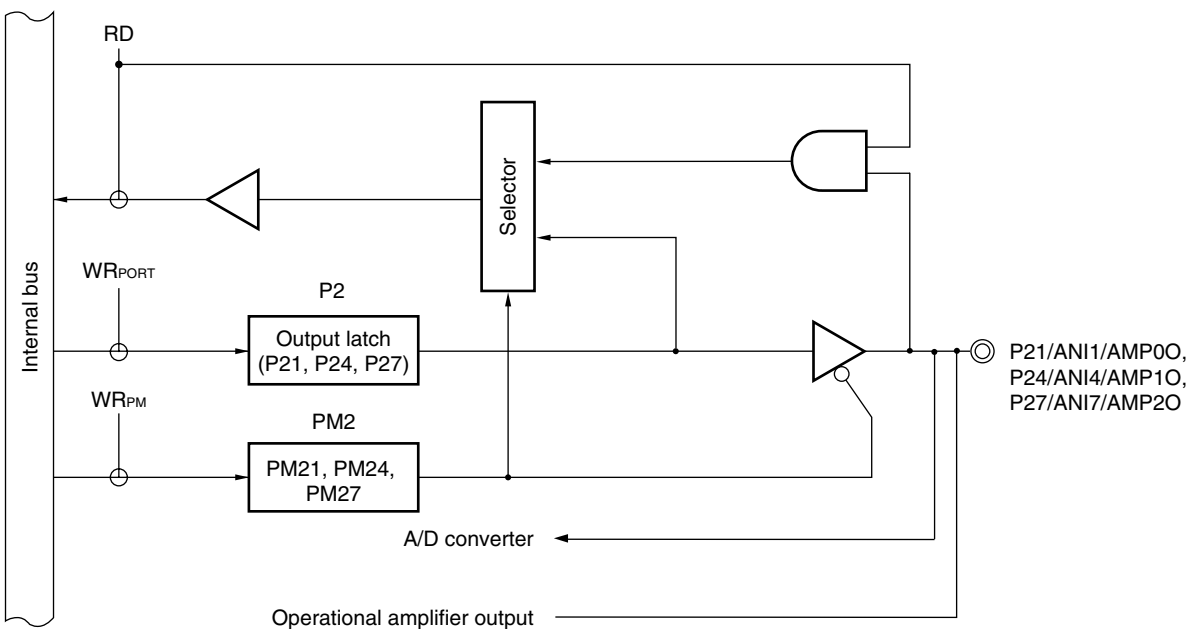 RD
Selector
Internal bus
WRPORT
P2
Output latch
(P21, P24, P27)
P21/ANI1/AMP0O,
P24/ANI4/AMP1O,
P27/ANI7/AMP2O
WRPM
PM2
PM21, PM24,
PM27
A/D converter
Operational amplifier output